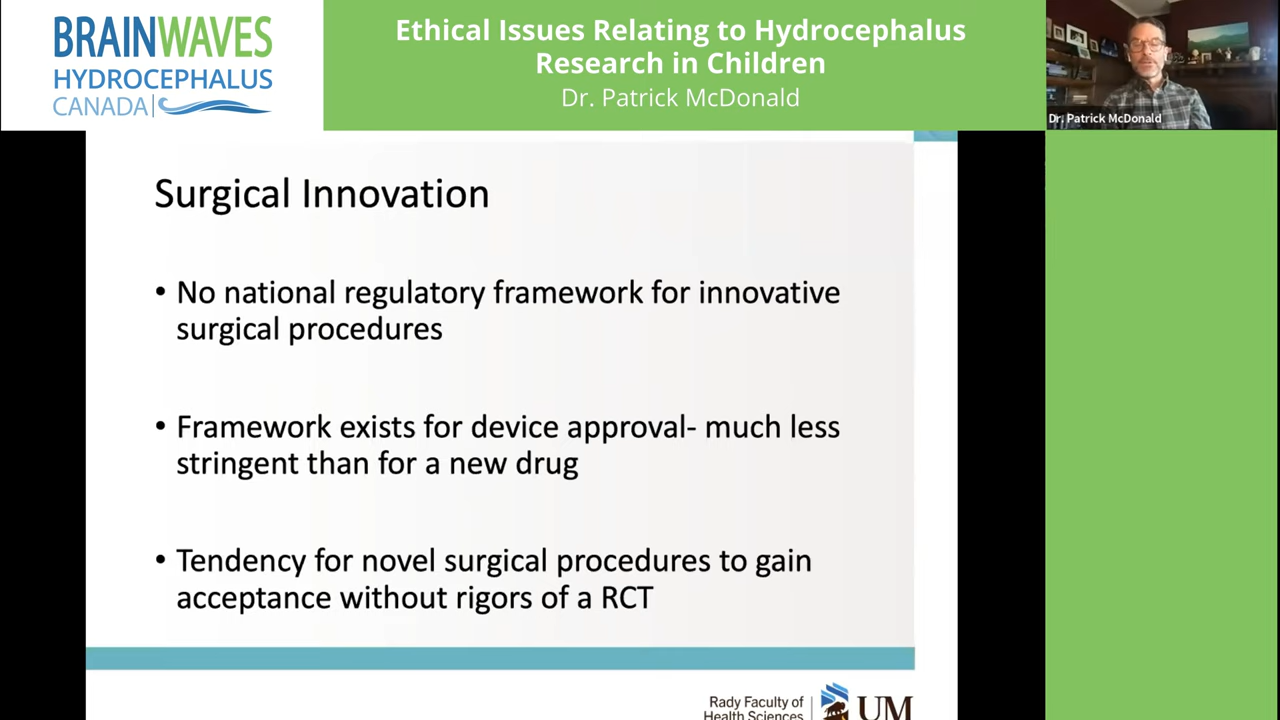 BRAINWAVES
HYDROCEPHALUS
CANADA
Ethical Issues Relating to Hydrocephalus
Research in Children
Dr. Patrick McDonald
Dr. Patrick McDonald
Surgical Innovation
• No national regulatory framework for innovative
surgical procedures
• Framework exists for device approval- much less
stringent than for a new drug
• Tendency for novel surgical procedures to gain
acceptance without rigors of a RCT
Rady Faculty of
Health Sciences
UM